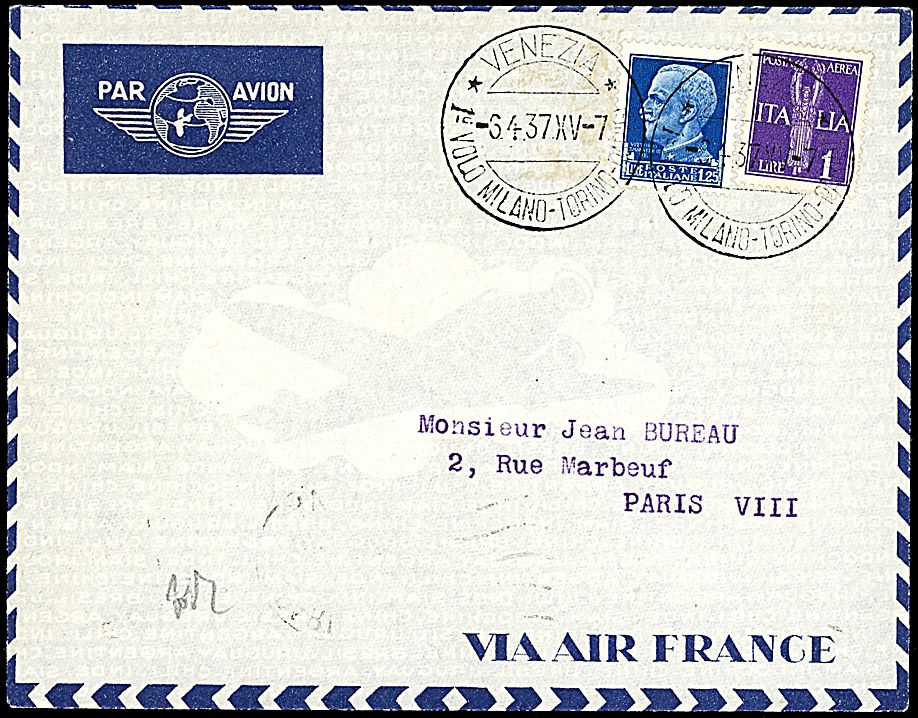 PAR AVION
★ VENEZIA ★
-6.4.37.XV-7
1° VOLO MILANO-TORINO-
POSTE
ITALIANE 1.25
POSTA AEREA
ITALIA
LIRE 1
MILANO-TORINO-
Monsieur Jean BUREAU
2, Rue Marbeuf
PARIS VIII
VIA AIR FRANCE